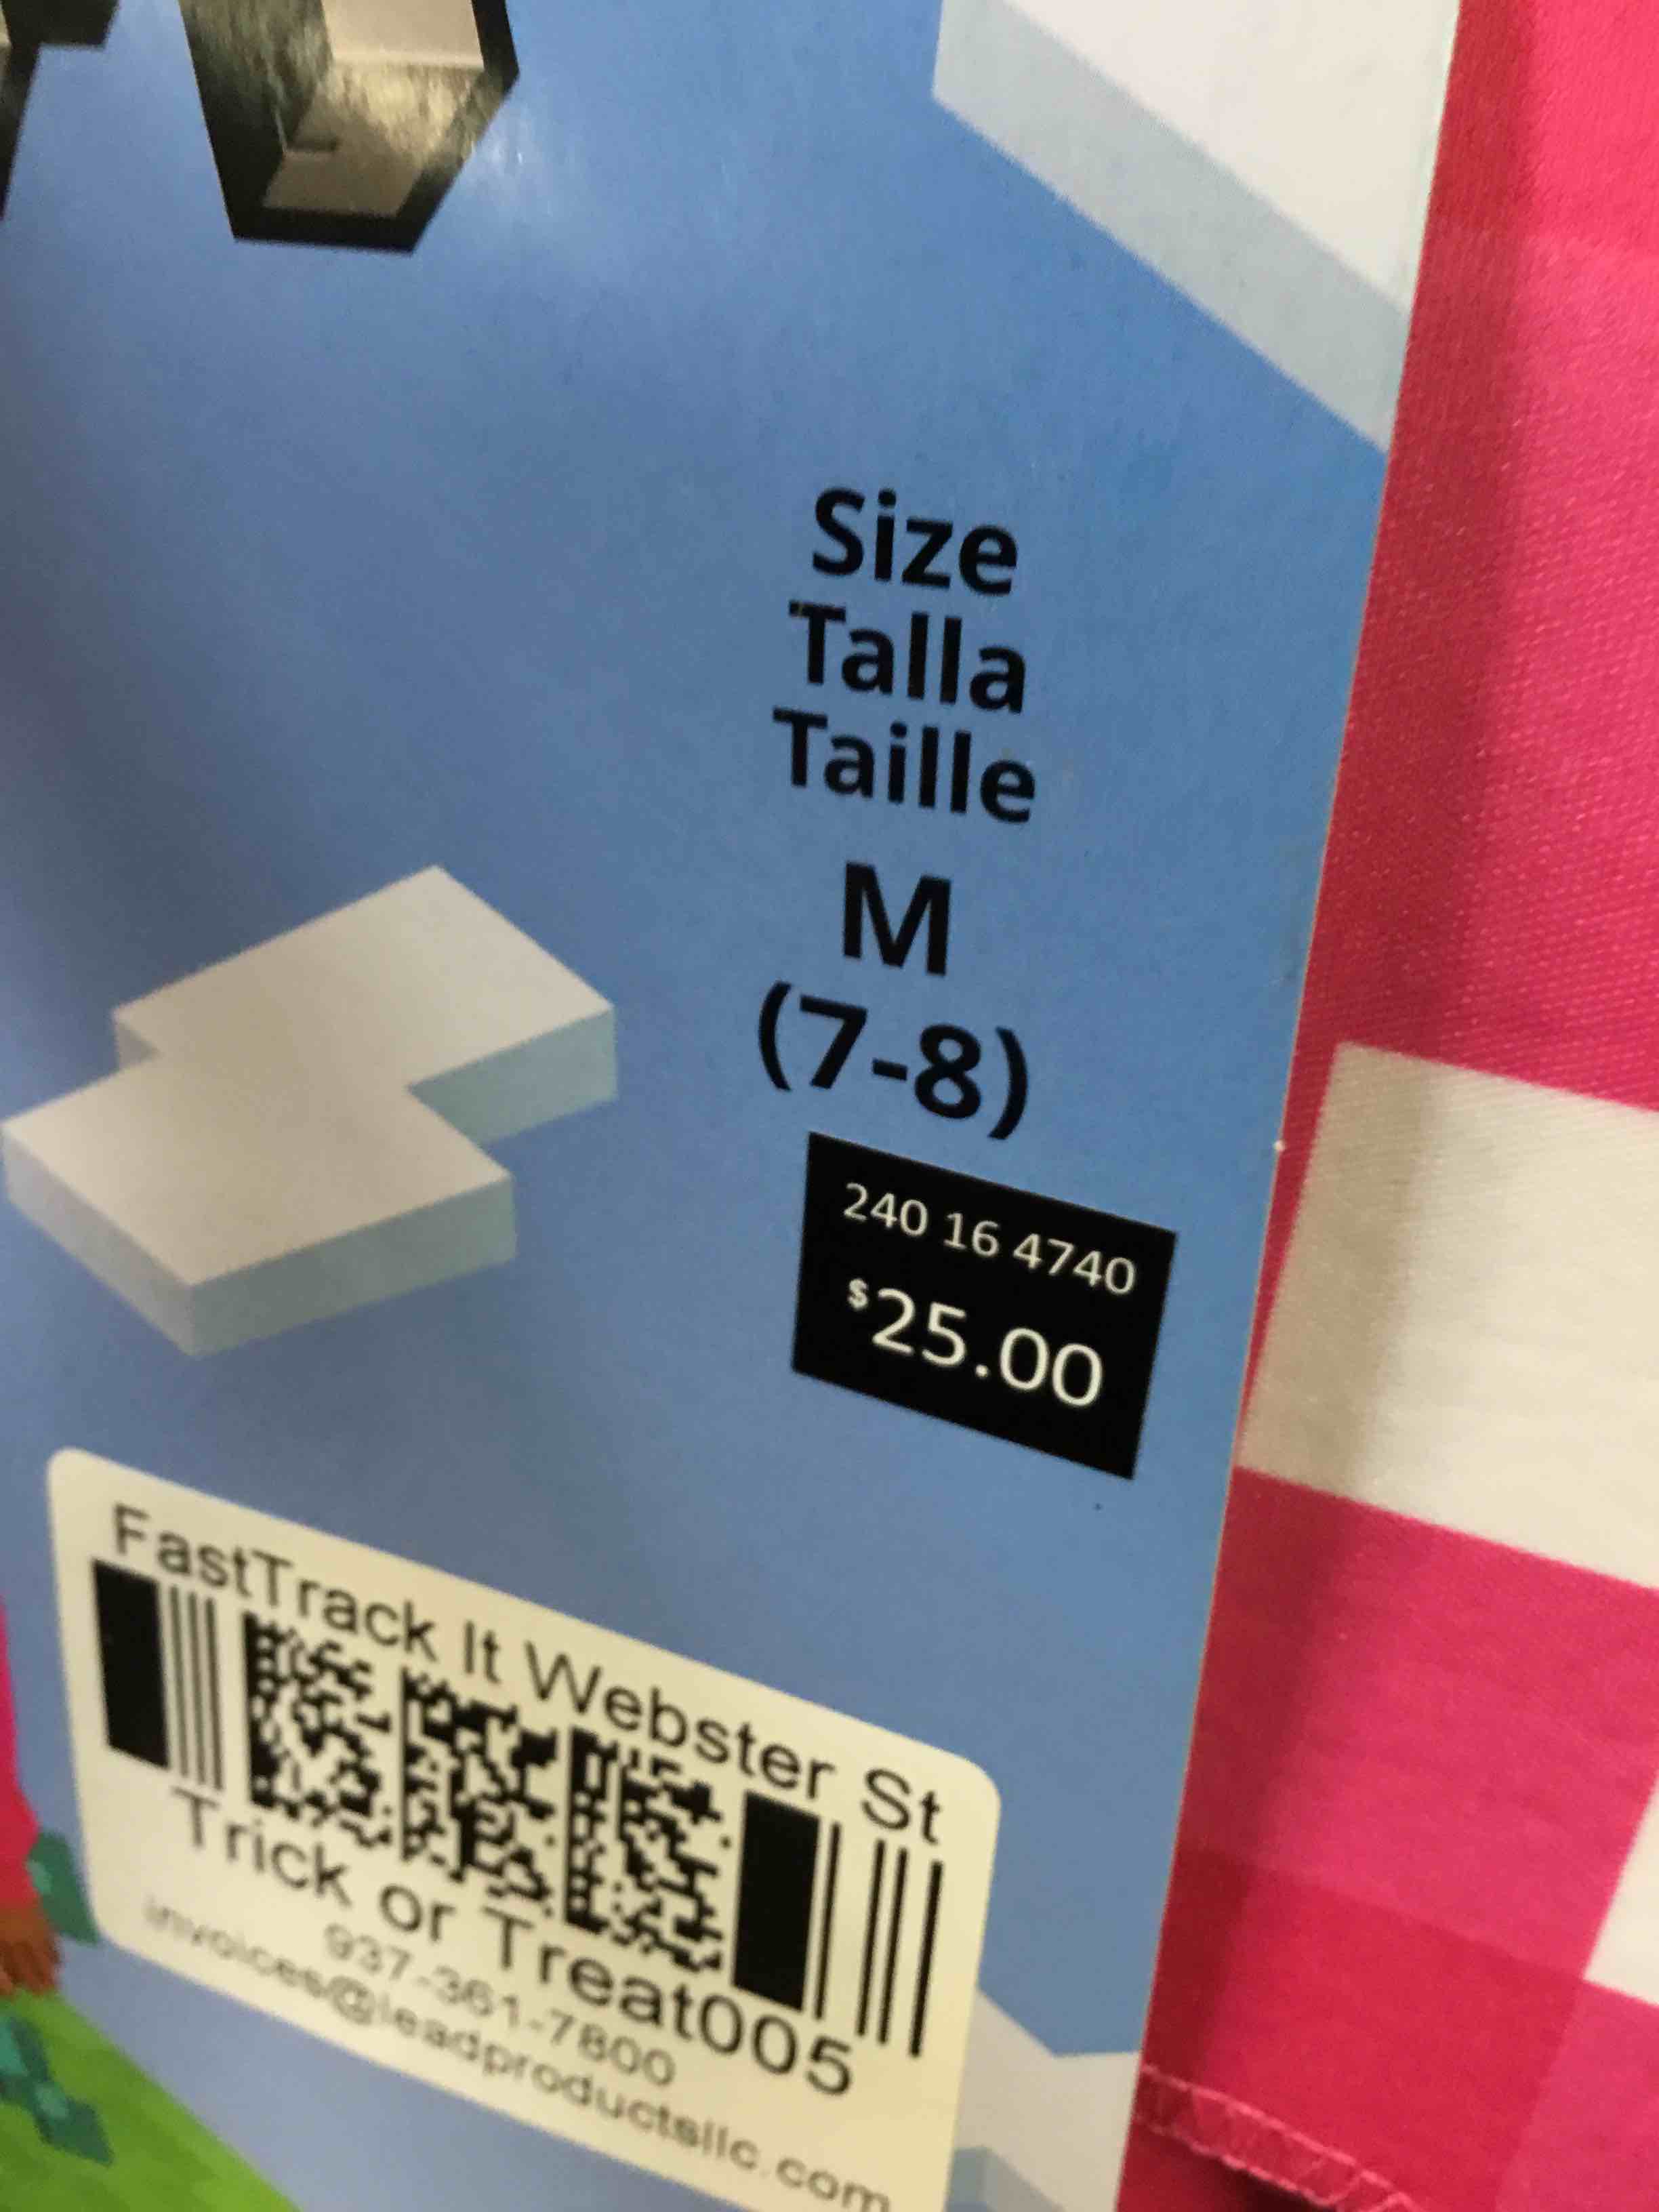 Size
Talla
Taille
M
(7-8)
240 16 4740
$25.00
FastTrack It Webster St
Trick or Treat005
937-361-7800
invoices@leadproductsllc.com